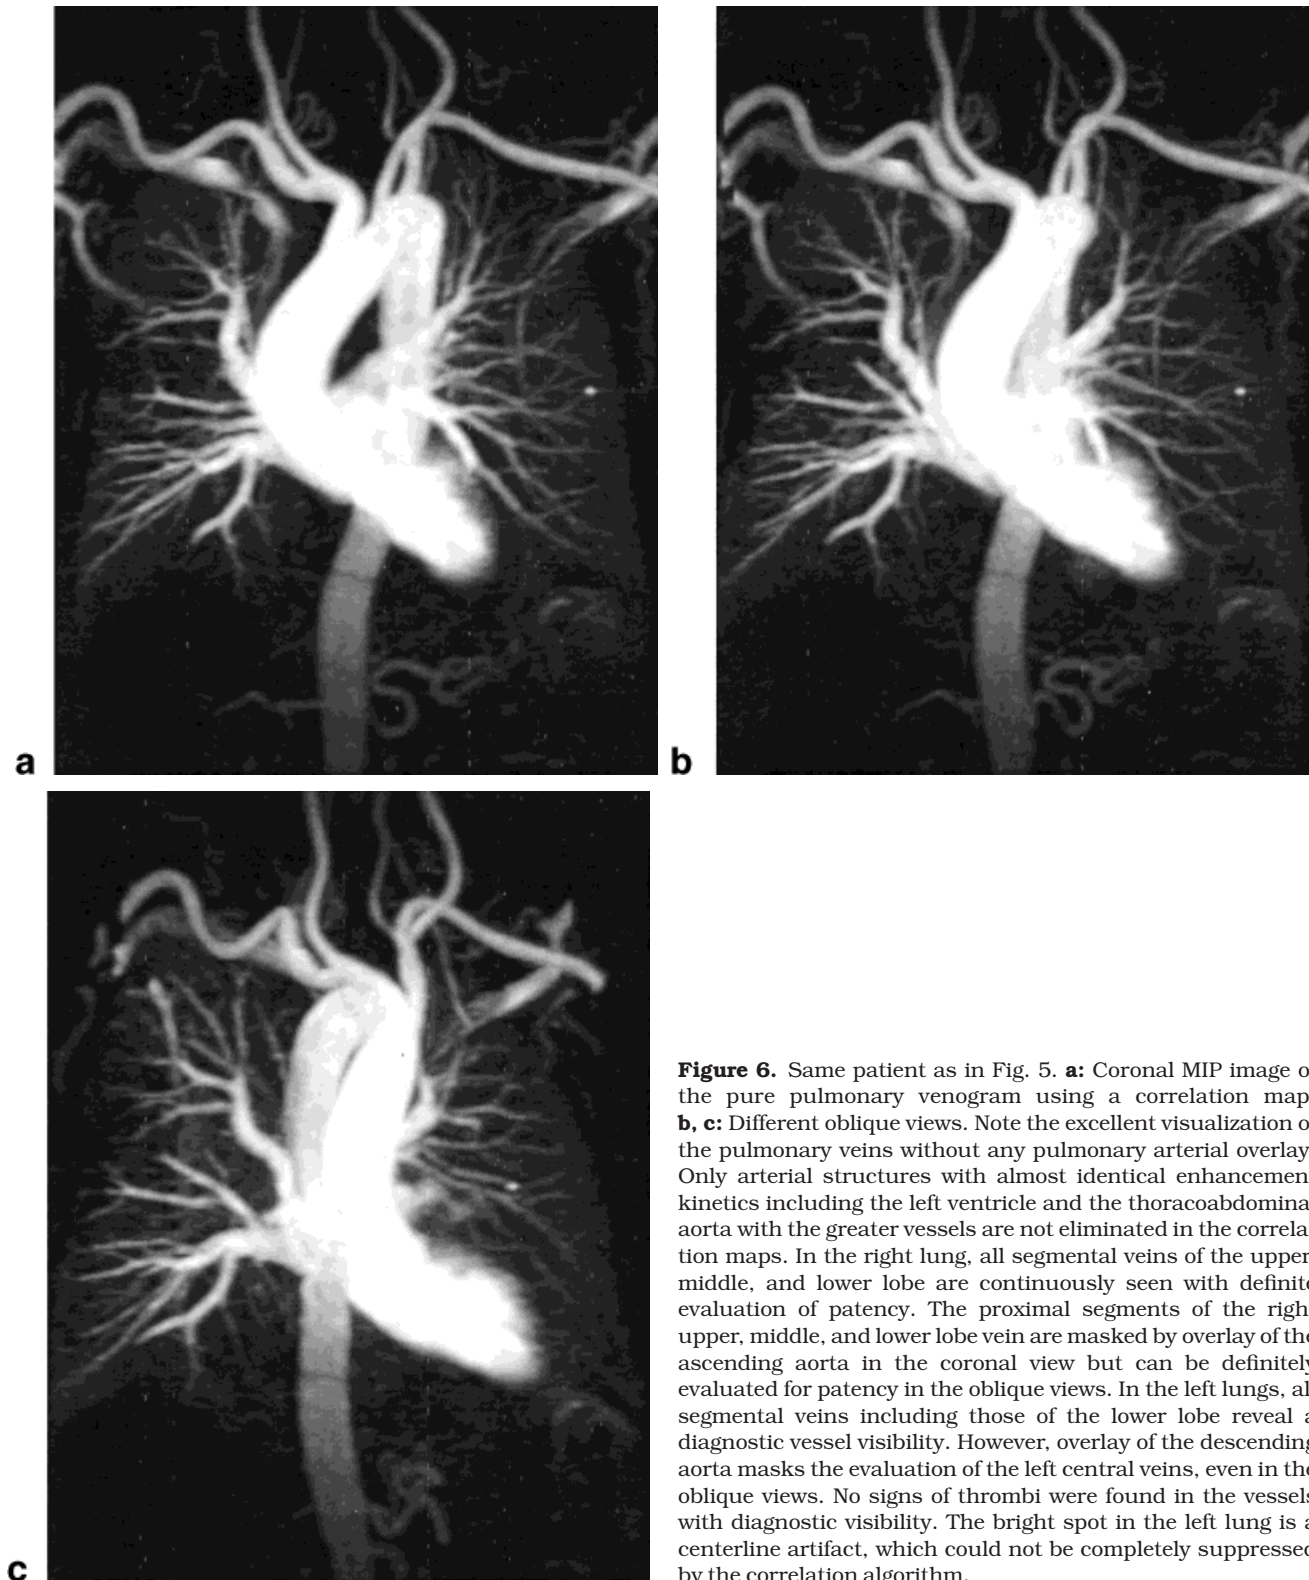 a
b
c
Figure 6. Same patient as in Fig. 5. a: Coronal MIP image o
the pure pulmonary venogram using a correlation map
b, c: Different oblique views. Note the excellent visualization o
the pulmonary veins without any pulmonary arterial overlay
Only arterial structures with almost identical enhancemen
kinetics including the left ventricle and the thoracoabdomina
aorta with the greater vessels are not eliminated in the correla
tion maps. In the right lung, all segmental veins of the upper
middle, and lower lobe are continuously seen with definite
evaluation of patency. The proximal segments of the righ
upper, middle, and lower lobe vein are masked by overlay of the
ascending aorta in the coronal view but can be definitely
evaluated for patency in the oblique views. In the left lungs, al
segmental veins including those of the lower lobe reveal a
diagnostic vessel visibility. However, overlay of the descending
aorta masks the evaluation of the left central veins, even in the
oblique views. No signs of thrombi were found in the vessels
with diagnostic visibility. The bright spot in the left lung is a
centerline artifact, which could not be completely suppressed
by the correlation algorithm.